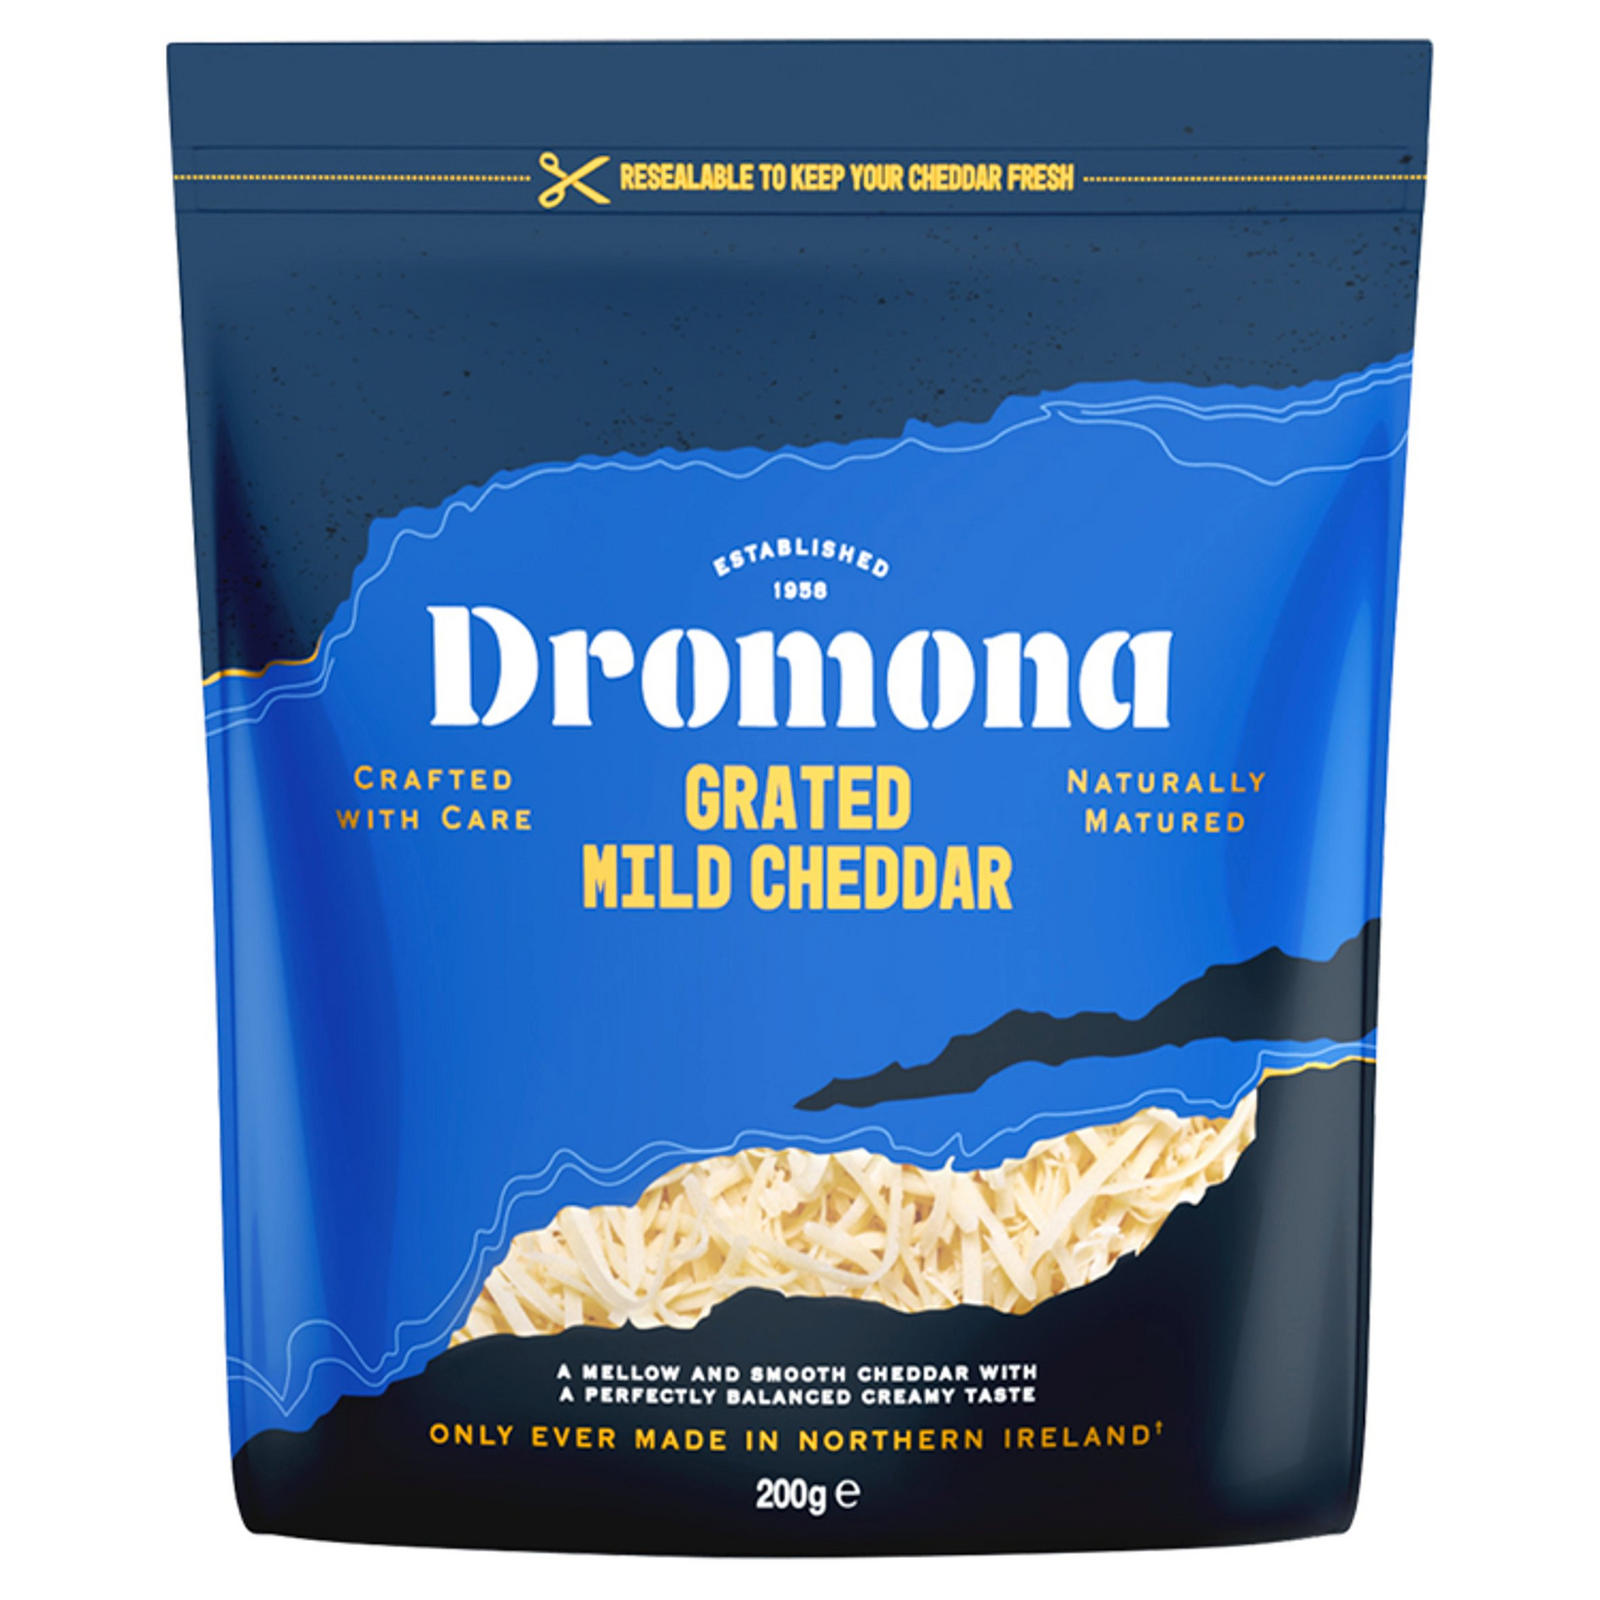 RESEALABLE TO KEEP YOUR CHEDDAR FRESH
ESTABLISHED
1958
Dromona
CRAFTED
WITH CARE
GRATED
MILD CHEDDAR
NATURALLY
MATURED
A MELLOW AND SMOOTH CHEDDAR WITH
A PERFECTLY BALANCED CREAMY TASTE
ONLY EVER MADE IN NORTHERN IRELAND†
200g ℮